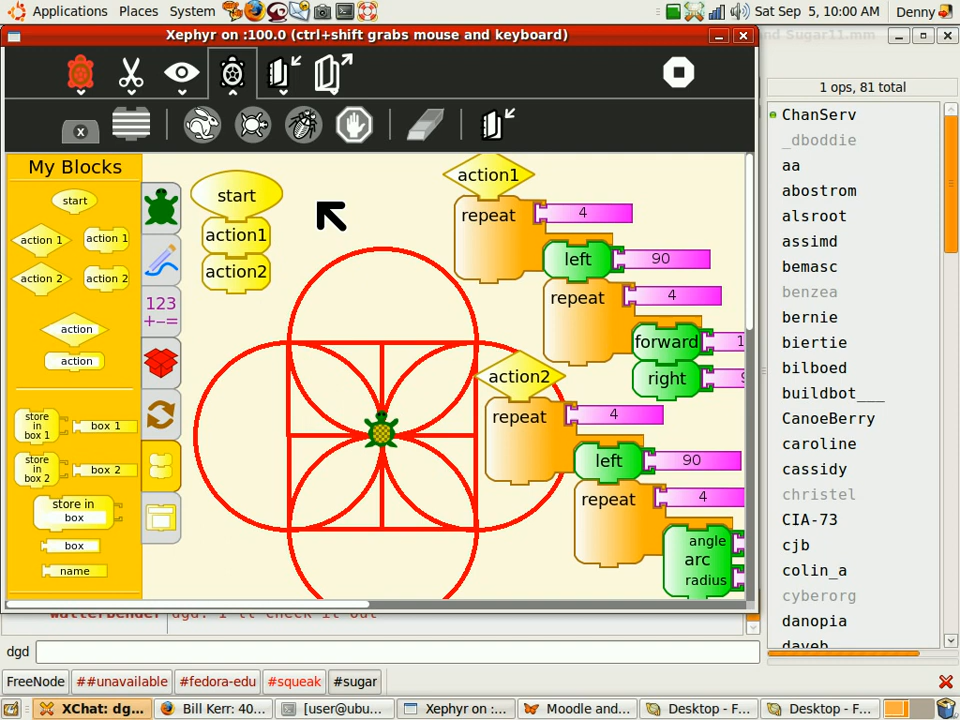 Applications Places System
Sat Sep 5, 10:00 AM Denny
Xephyr on :100.0 (ctrl+shift grabs mouse and keyboard)
1 ops, 81 total
My Blocks
start
action 1 action 1
action 2 action 2
action
action
store in box 1 box 1
store in box 2 box 2
store in
box
box
name
123
+-=
start
action1
action2
action1
repeat 4
left 90
repeat 4
forward
right
action2
repeat 4
left 90
repeat 4
angle
arc
radius
ChanServ
_dboddie
aa
abostrom
alsroot
assimd
bemasc
benzea
bernie
biertie
bilboed
buildbot___
CanoeBerry
caroline
cassidy
christel
CIA-73
cjb
colin_a
cyberorg
danopia
daveb
dgd
FreeNode ##unavailable #fedora-edu #squeak #sugar
XChat: dg... Bill Kerr: 40... [user@ubu... Xephyr on :... Moodle and... Desktop - F... Desktop - F...